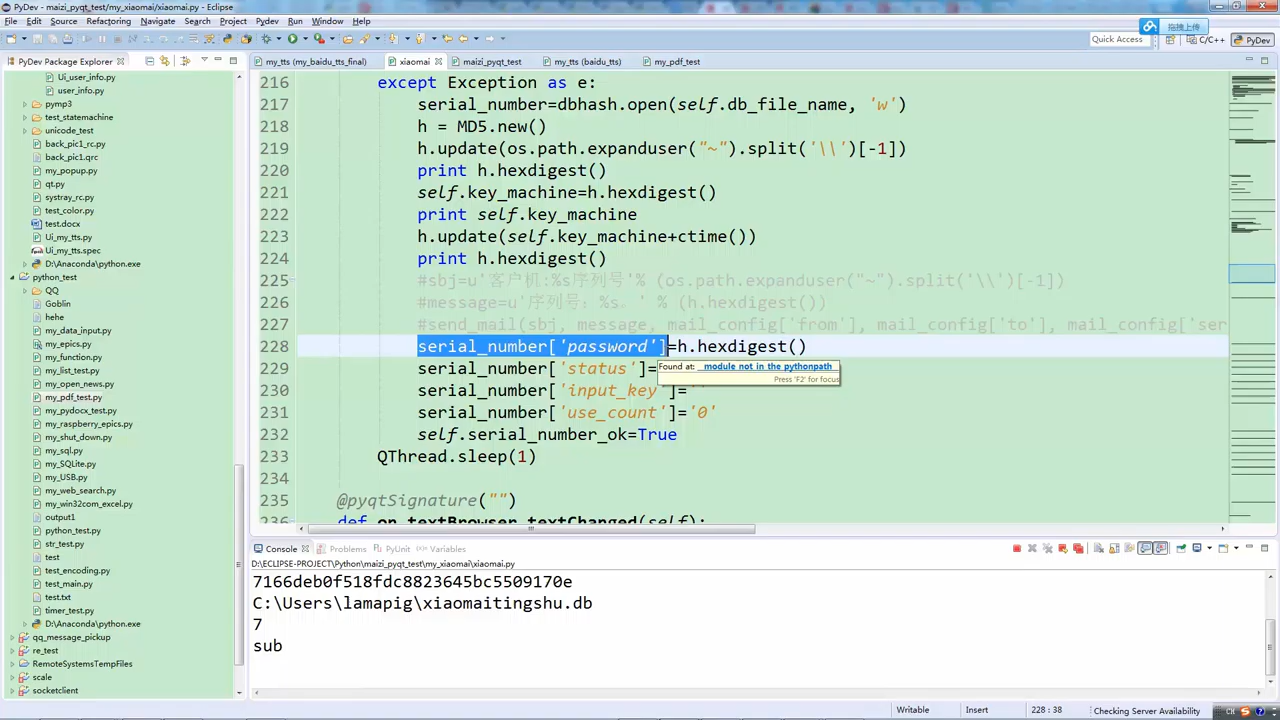 PyDev - maizi_pyqt_test/my_xiaomai/xiaomai.py - Eclipse
File Edit Source Refactoring Navigate Search Project Pydev Run Window Help
拖拽上传
Quick Access C/C++ PyDev
PyDev Package Explorer
my_tts (my_baidu_tts_final) xiaomai maizi_pyqt_test my_tts (baidu_tts) my_pdf_test
Ui_user_info.py
user_info.py
pymp3
test_statemachine
unicode_test
back_pic1_rc.py
back_pic1.qrc
my_popup.py
qt.py
systray_rc.py
test_color.py
test.docx
Ui_my_tts.py
Ui_my_tts.spec
D:\Anaconda\python.exe
python_test
QQ
Goblin
hehe
my_data_input.py
my_epics.py
my_function.py
my_list_test.py
my_open_news.py
my_pdf_test.py
my_pydocx_test.py
my_raspberry_epics.py
my_shut_down.py
my_sql.py
my_SQLite.py
my_USB.py
my_web_search.py
my_win32com_excel.py
output1
python_test.py
str_test.py
test
test_encoding.py
test_main.py
test.txt
timer_test.py
D:\Anaconda\python.exe
qq_message_pickup
re_test
RemoteSystemsTempFiles
scale
socketclient
216 except Exception as e:
217 serial_number=dbhash.open(self.db_file_name, 'w')
218 h = MD5.new()
219 h.update(os.path.expanduser("~").split('\\')[-1])
220 print h.hexdigest()
221 self.key_machine=h.hexdigest()
222 print self.key_machine
223 h.update(self.key_machine+ctime())
224 print h.hexdigest()
225 #sbj=u'客户机:%s序列号'% (os.path.expanduser("~").split('\\')[-1])
226 #message=u'序列号：%s。' % (h.hexdigest())
227 #send_mail(sbj, message, mail_config['from'], mail_config['to'], mail_config['ser
228 serial_number['password']=h.hexdigest()
229 serial_number['status']=
Found at: module not in the pythonpath
Press 'F2' for focus
230 serial_number['input_key']=
231 serial_number['use_count']='0'
232 self.serial_number_ok=True
233 QThread.sleep(1)
234
235 @pyqtSignature("")
236 def on_textBrowser_textChanged(self):
Console Problems PyUnit Variables
D:\ECLIPSE-PROJECT\Python\maizi_pyqt_test\my_xiaomai\xiaomai.py
7166deb0f518fdc8823645bc5509170e
C:\Users\lamapig\xiaomaitingshu.db
7
sub
Writable Insert 228 : 38 Checking Server Availability